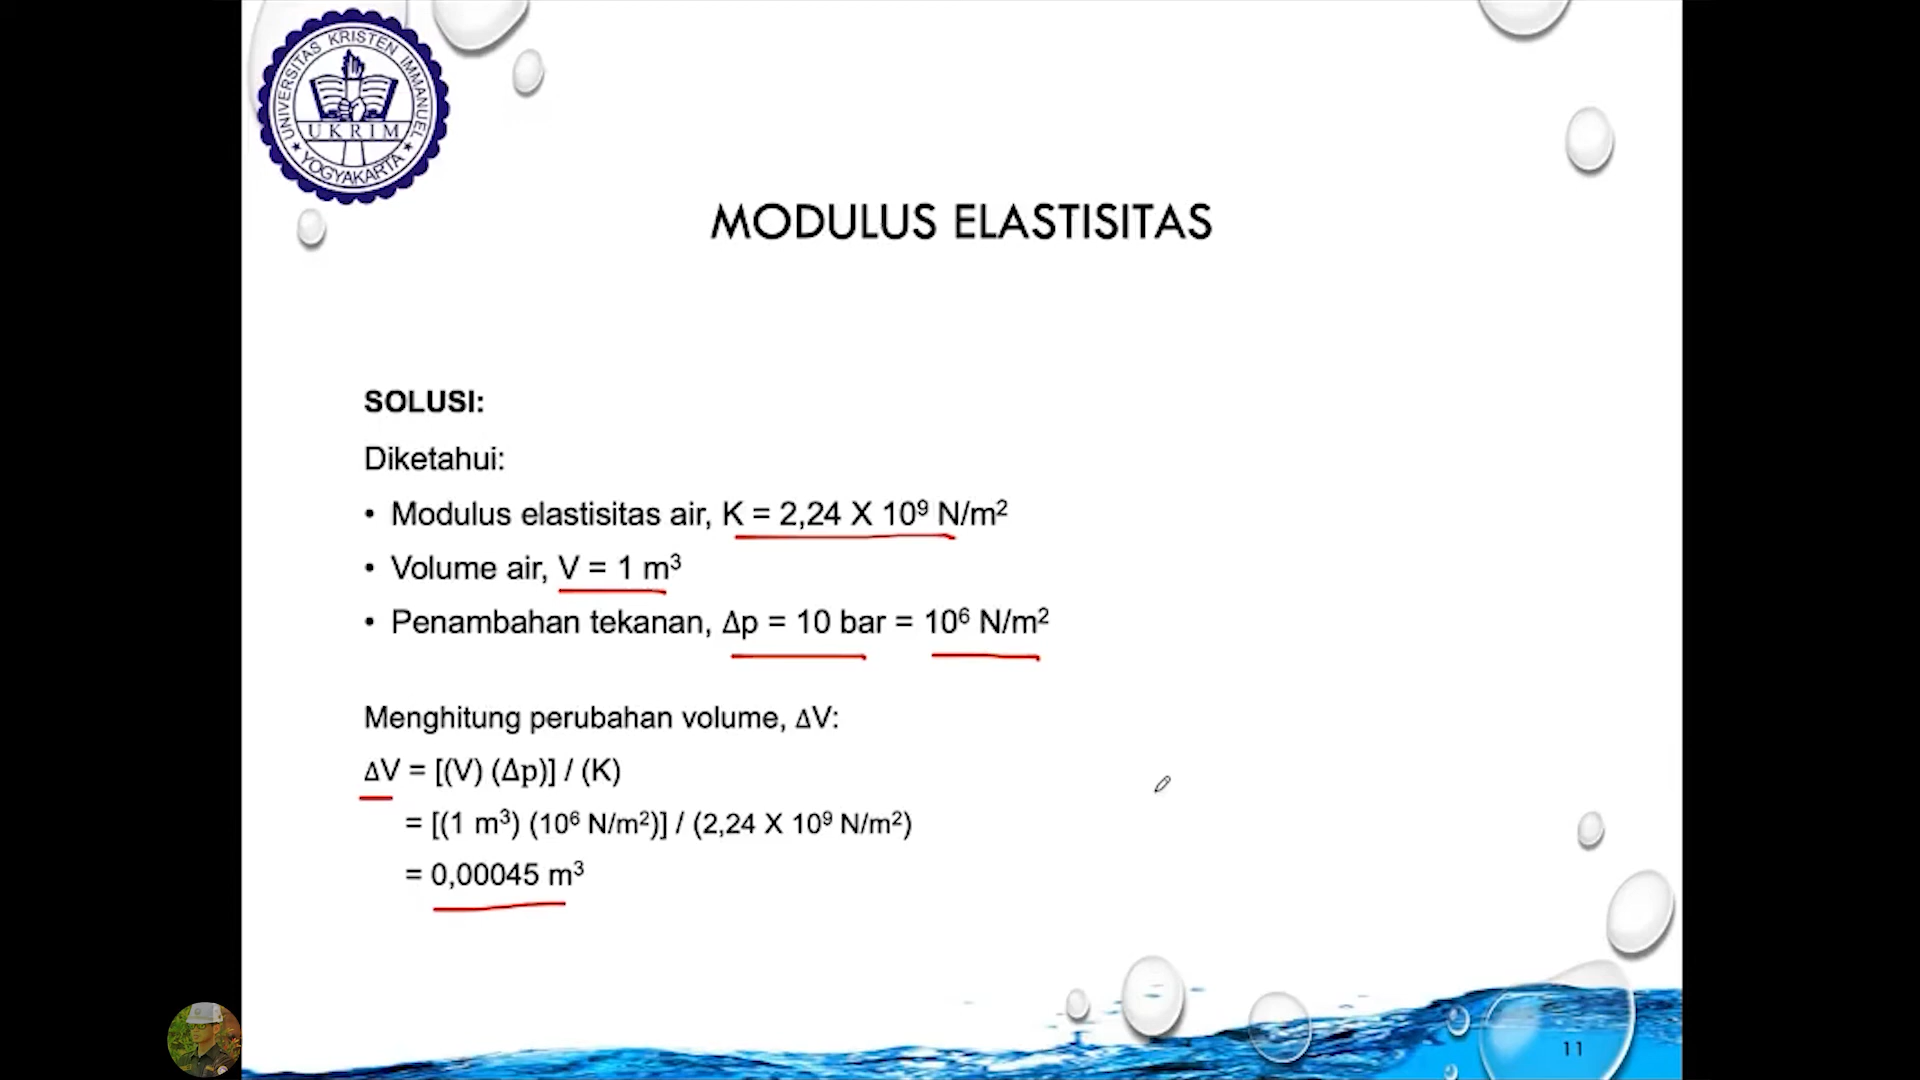 UNIVERSITAS KRISTEN IMMANUEL
UKRIM
YOGYAKARTA
MODULUS ELASTISITAS
SOLUSI:
Diketahui:
• Modulus elastisitas air, K = 2,24 X 10⁹ N/m²
• Volume air, V = 1 m³
• Penambahan tekanan, Δp = 10 bar = 10⁶ N/m²
Menghitung perubahan volume, ΔV:
ΔV = [(V) (Δp)] / (K)
= [(1 m³) (10⁶ N/m²)] / (2,24 X 10⁹ N/m²)
= 0,00045 m³
11